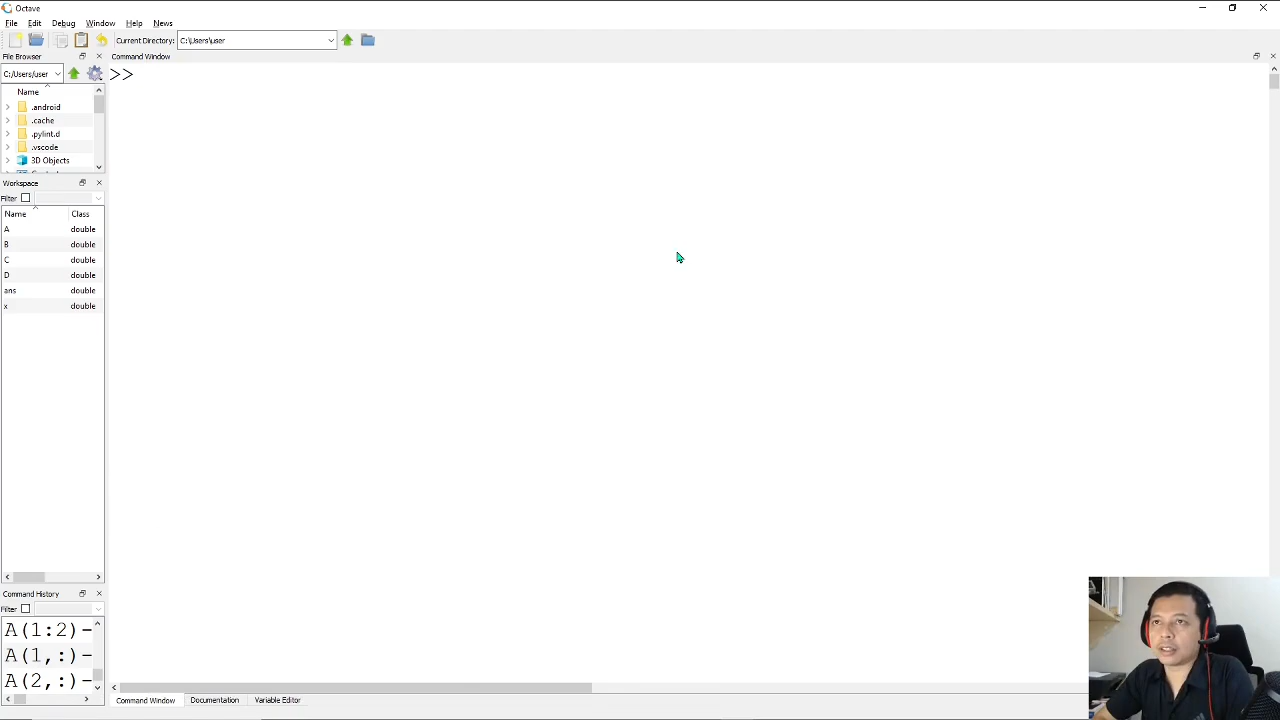 Octave
File Edit Debug Window Help News
Current Directory: C:\Users\user
File Browser
Command Window
C:/Users/user
>>
Name
.android
.cache
.pylint.d
.vscode
3D Objects
Workspace
Filter
Name Class
A double
B double
C double
D double
ans double
x double
Command History
Filter
A(1:2)-
A(1,:)-
A(2,:)-
Command Window Documentation Variable Editor